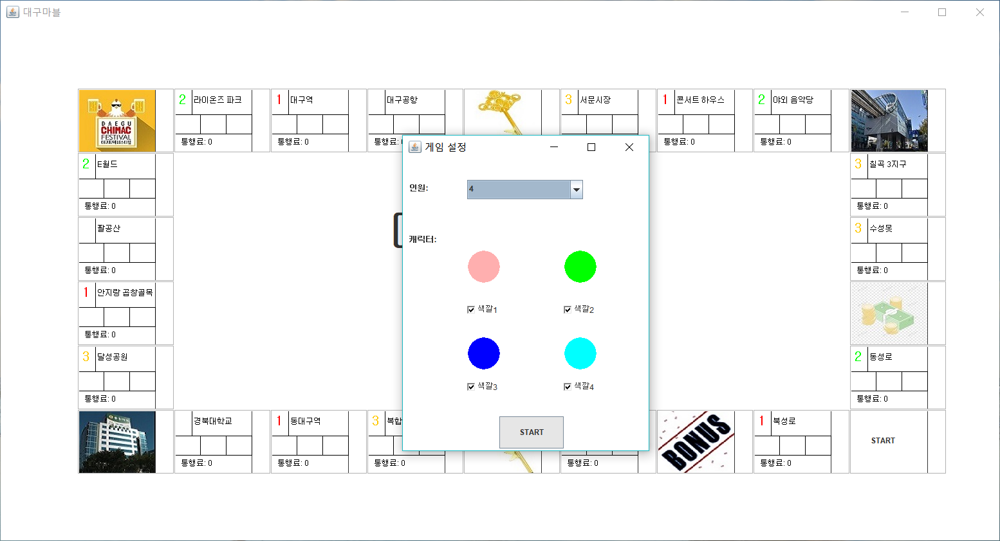 대구마블
DAEGU
CHIMAC
FESTIVAL
대구치맥페스티벌
2 라이온즈 파크
통행료: 0
1 대구역
통행료: 0
대구공항
통행료:
3 서문시장
1 콘서트 하우스
통행료: 0
2 야외 음악당
통행료: 0
2 E월드
통행료: 0
3 칠곡 3지구
통행료: 0
팔공산
통행료: 0
3 수성못
통행료: 0
1 안지랑 곱창골목
통행료: 0
3 달성공원
통행료: 0
2 동성로
통행료: 0
게임 설정
인원: 4
캐릭터:
색깔1
색깔2
색깔3
색깔4
START
경북대학교
통행료: 0
1 동대구역
통행료: 0
3 복합
통행료: 0
통행료: 0
BONUS
1 북성로
통행료: 0
START